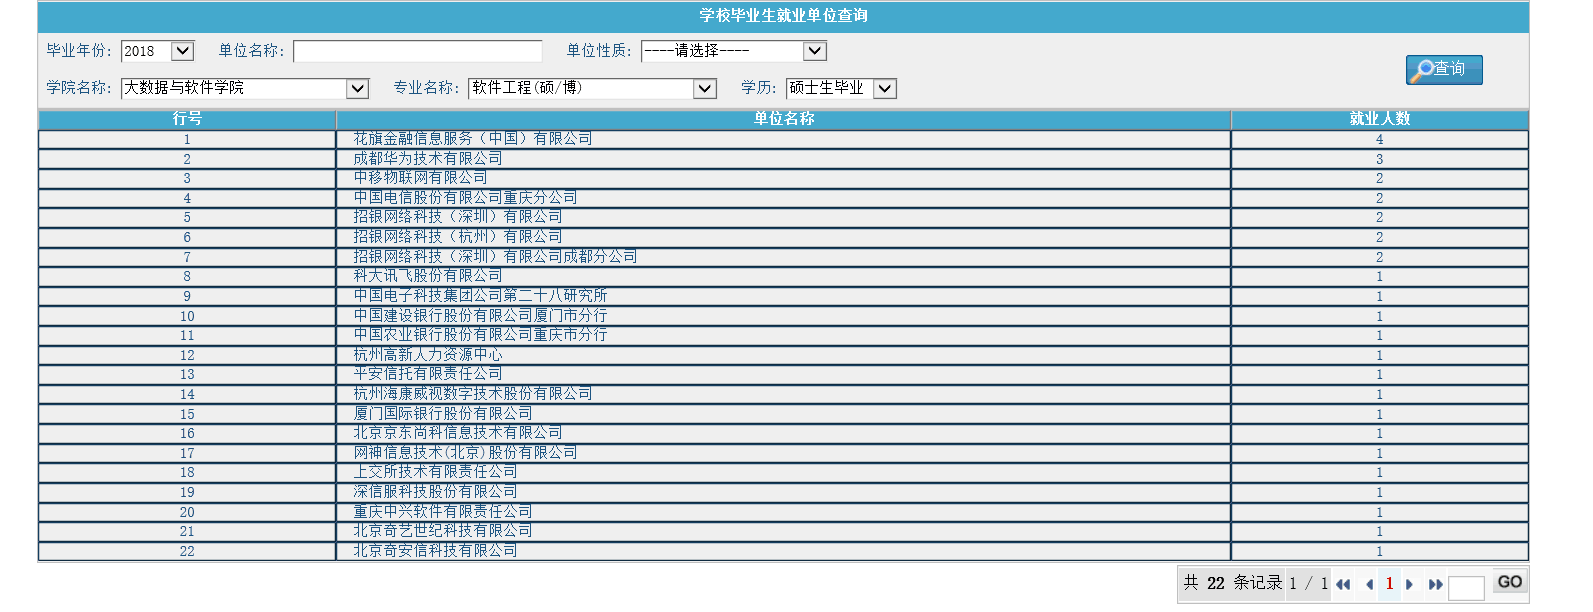 学校毕业生就业单位查询
毕业年份: 2018 单位名称: 单位性质: ----请选择----
查询
学院名称: 大数据与软件学院 专业名称: 软件工程(硕/博) 学历: 硕士生毕业
行号 单位名称 就业人数
1 花旗金融信息服务（中国）有限公司 4
2 成都华为技术有限公司 3
3 中移物联网有限公司 2
4 中国电信股份有限公司重庆分公司 2
5 招银网络科技（深圳）有限公司 2
6 招银网络科技（杭州）有限公司 2
7 招银网络科技（深圳）有限公司成都分公司 2
8 科大讯飞股份有限公司 1
9 中国电子科技集团公司第二十八研究所 1
10 中国建设银行股份有限公司厦门市分行 1
11 中国农业银行股份有限公司重庆市分行 1
12 杭州高新人力资源中心 1
13 平安信托有限责任公司 1
14 杭州海康威视数字技术股份有限公司 1
15 厦门国际银行股份有限公司 1
16 北京京东尚科信息技术有限公司 1
17 网神信息技术(北京)股份有限公司 1
18 上交所技术有限责任公司 1
19 深信服科技股份有限公司 1
20 重庆中兴软件有限责任公司 1
21 北京奇艺世纪科技有限公司 1
22 北京奇安信科技有限公司 1
共 22 条记录 1 / 1 1 GO